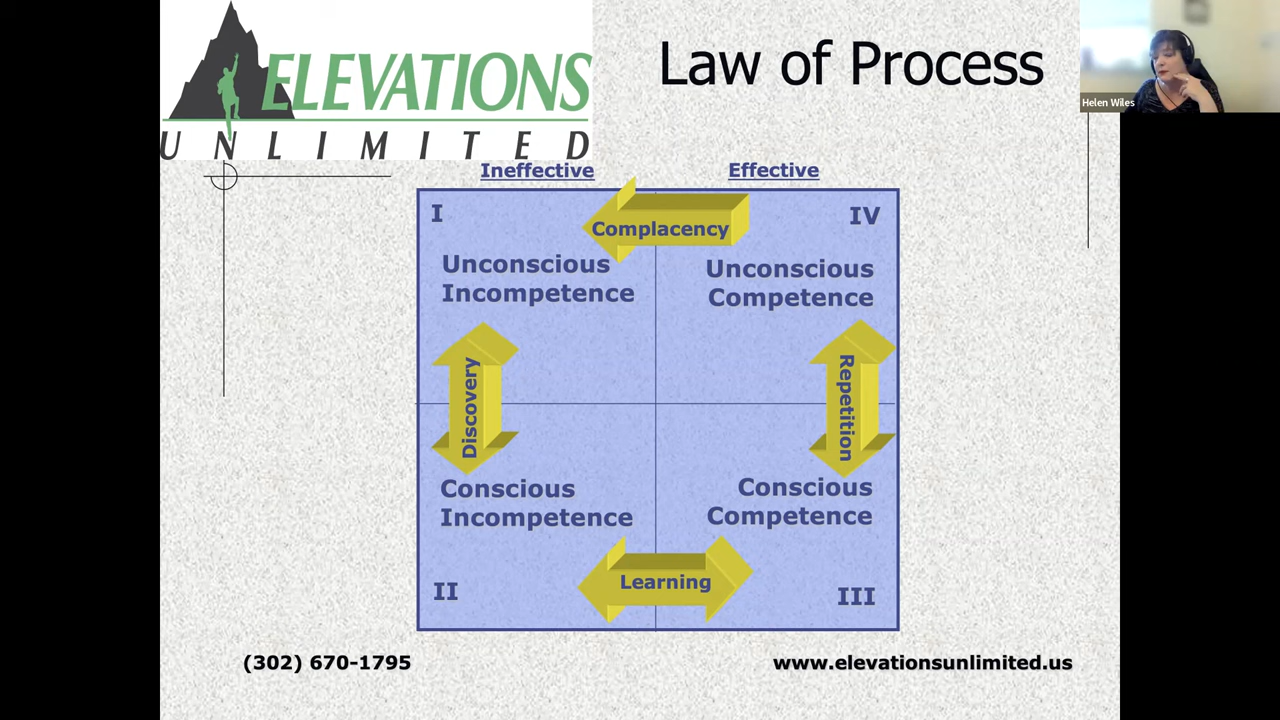 ELEVATIONS
UNLIMITED
Law of Process
Helen Wiles
Ineffective
Effective
I
Complacency
IV
Unconscious
Incompetence
Unconscious
Competence
Discovery
Repetition
Conscious
Incompetence
Conscious
Competence
II
Learning
III
(302) 670-1795
www.elevationsunlimited.us